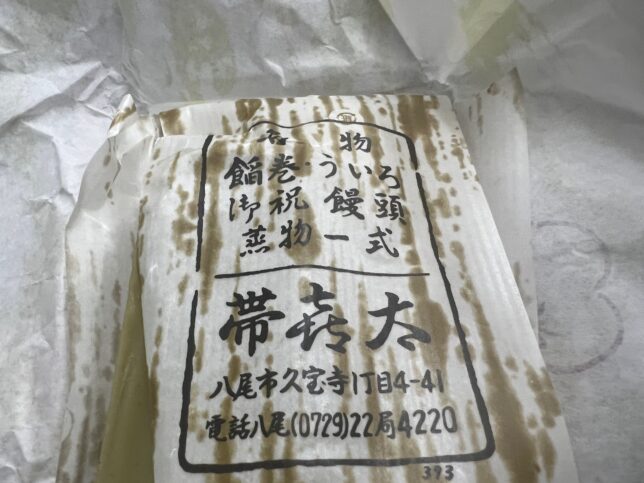 名物
餡巻・ういろ
御祝饅頭
蒸物一式
帯㐂大
八尾市久宝寺1丁目4-41
電話八尾(0729)22局4220
393